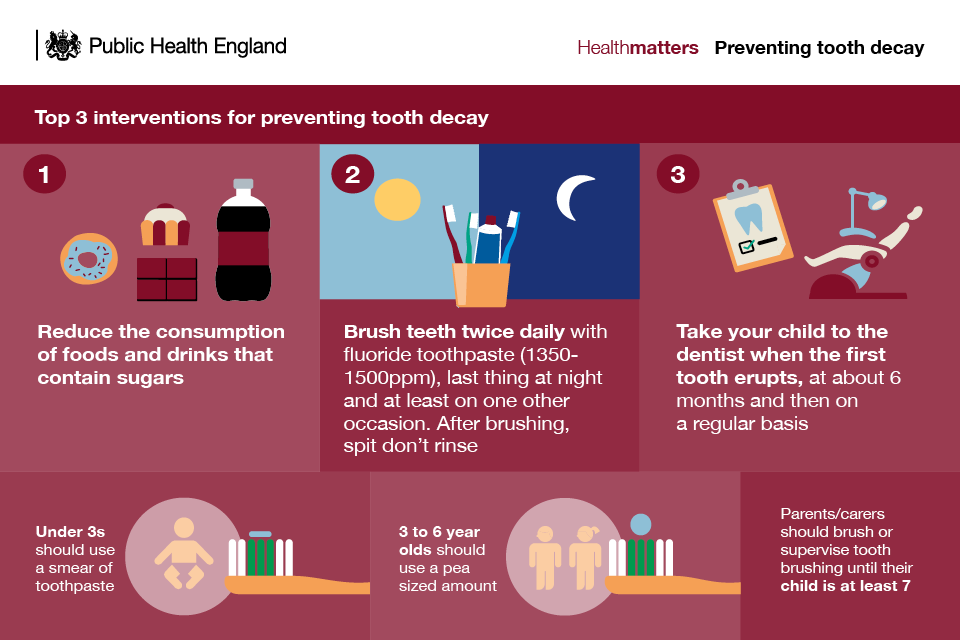 Public Health England
Healthmatters Preventing tooth decay
Top 3 interventions for preventing tooth decay
1
Reduce the consumption
of foods and drinks that
contain sugars
2
Brush teeth twice daily with
fluoride toothpaste (1350-
1500ppm), last thing at night
and at least on one other
occasion. After brushing,
spit don’t rinse
3
Take your child to the
dentist when the first
tooth erupts, at about 6
months and then on
a regular basis
Under 3s
should use
a smear of
toothpaste
3 to 6 year
olds should
use a pea
sized amount
Parents/carers
should brush or
supervise tooth
brushing until their
child is at least 7